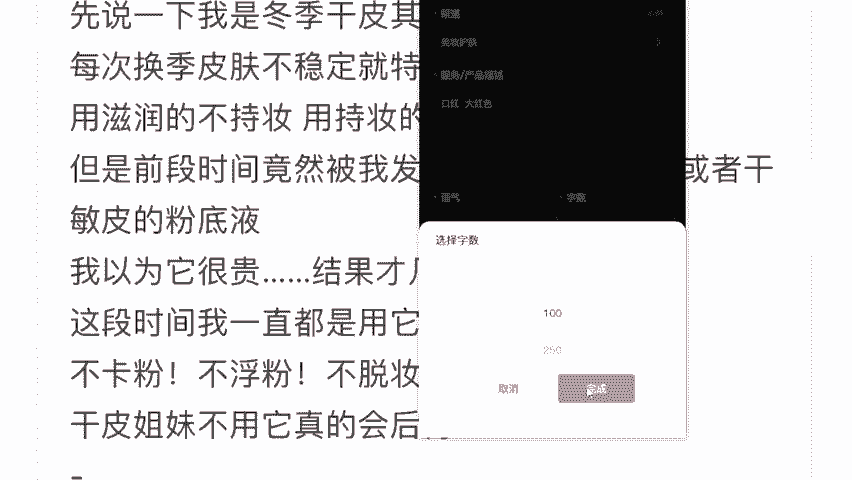 先说一下我是冬季干皮其
每次换季皮肤不稳定就特
用滋润的不持妆 用持妆的
但是前段时间竟然被我发
或者干
敏皮的粉底液
我以为它很贵……结果才
这段时间我一直都是用它
不卡粉！不浮粉！不脱妆
干皮姐妹不用它真的会后
美妆护肤
服务/产品描述
口红 大红色
语气
字数
选择字数
100
250
取消
完成